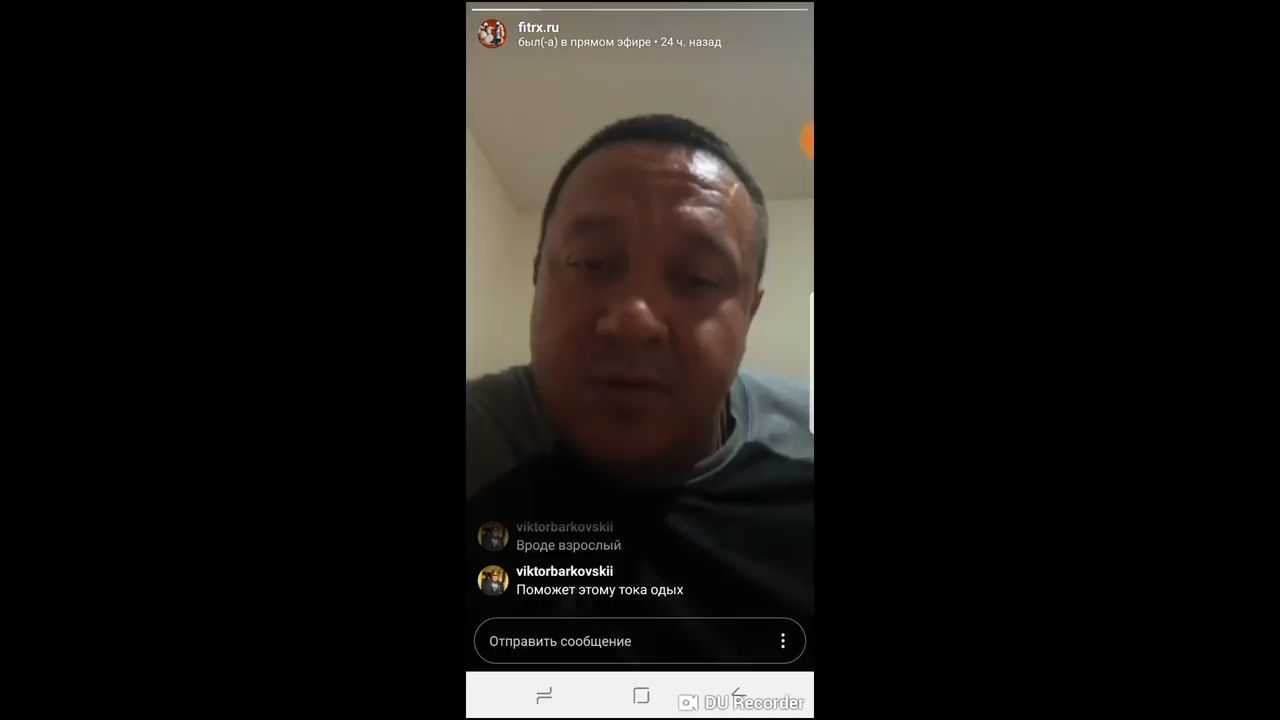 fitrx.ru
был(-а) в прямом эфире • 24 ч. назад
viktorbarkovskii
Вроде взрослый
viktorbarkovskii
Поможет этому тока одых
Отправить сообщение
DU Recorder